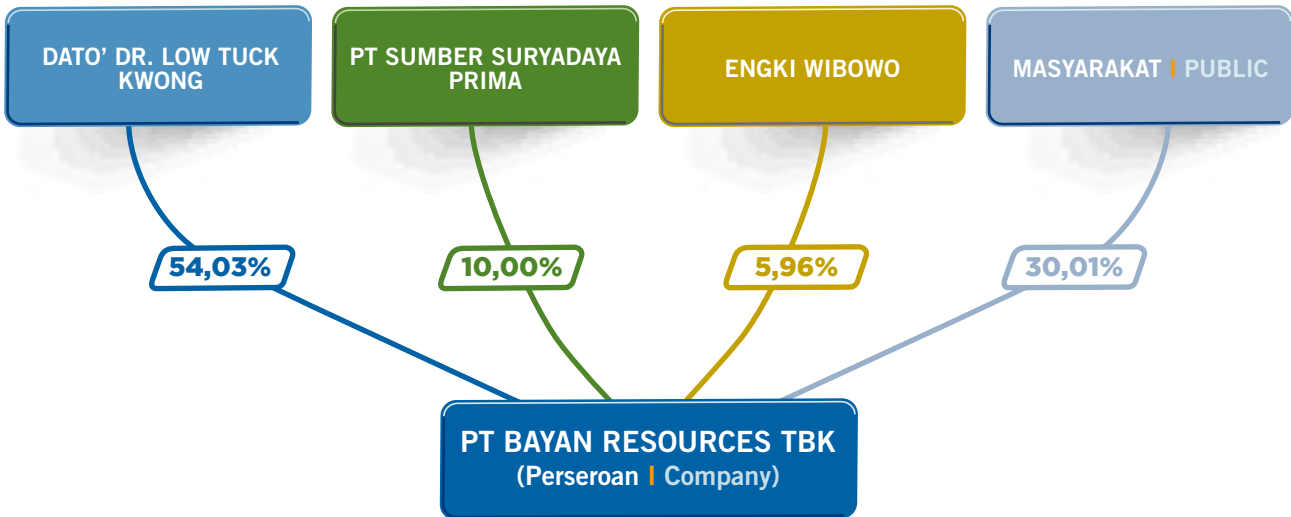 DATO’ DR. LOW TUCK
KWONG
PT SUMBER SURYADAYA
PRIMA
ENGKI WIBOWO
MASYARAKAT I PUBLIC
54,03%
10,00%
5,96%
30,01%
PT BAYAN RESOURCES TBK
(Perseroan I Company)